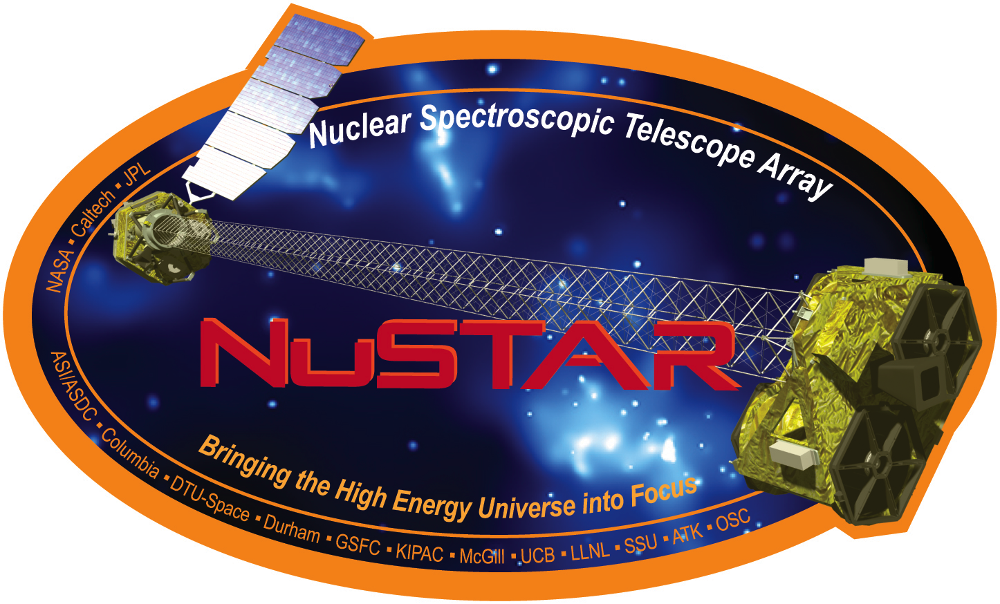 Nuclear Spectroscopic Telescope Array
NASA ▪ Caltech ▪ JPL
NuSTAR
Bringing the High Energy Universe into Focus
ASI/ASDC ▪ Columbia ▪ DTU-Space ▪ Durham ▪ GSFC ▪ KIPAC ▪ McGill ▪ UCB ▪ LLNL ▪ SSU ▪ ATK ▪ OSC